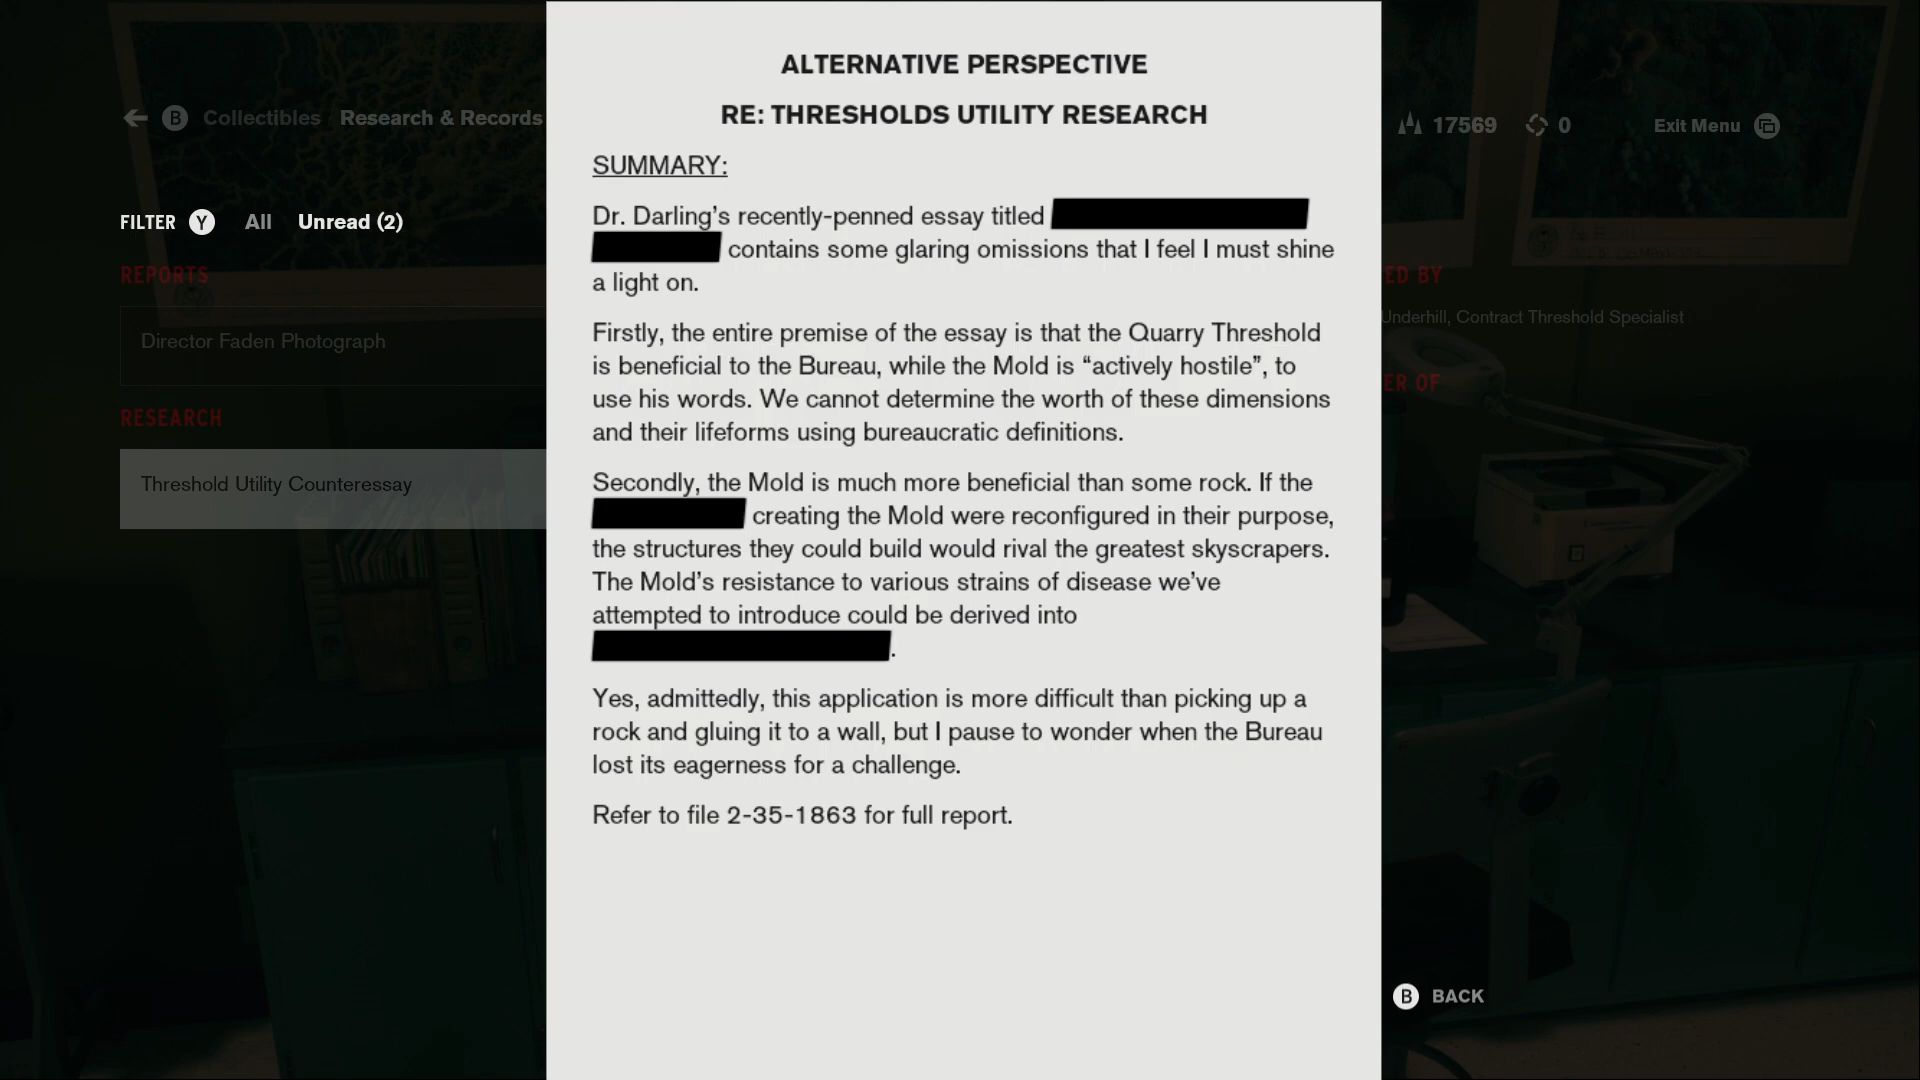 ALTERNATIVE PERSPECTIVE
RE: THRESHOLDS UTILITY RESEARCH
SUMMARY:
Dr. Darling's recently-penned essay titled
contains some glaring omissions that I feel I must shine
a light on.
Firstly, the entire premise of the essay is that the Quarry Threshold
is beneficial to the Bureau, while the Mold is “actively hostile”, to
use his words. We cannot determine the worth of these dimensions
and their lifeforms using bureaucratic definitions.
Secondly, the Mold is much more beneficial than some rock. If the
creating the Mold were reconfigured in their purpose,
the structures they could build would rival the greatest skyscrapers.
The Mold's resistance to various strains of disease we've
attempted to introduce could be derived into
.
Yes, admittedly, this application is more difficult than picking up a
rock and gluing it to a wall, but I pause to wonder when the Bureau
lost its eagerness for a challenge.
Refer to file 2-35-1863 for full report.
B Collectibles Research & Records
FILTER Y All Unread (2)
REPORTS
Director Faden Photograph
RESEARCH
Threshold Utility Counteressay
17569 0 Exit Menu
ED BY
Underhill, Contract Threshold Specialist
ER OF
B BACK